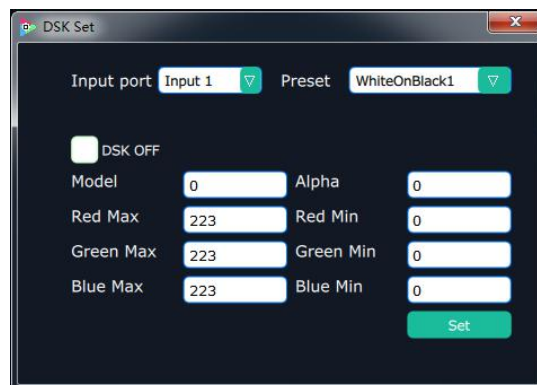 DSK Set
Input port Input 1 Preset WhiteOnBlack1
DSK OFF
Model 0 Alpha 0
Red Max 223 Red Min 0
Green Max 223 Green Min 0
Blue Max 223 Blue Min 0
Set